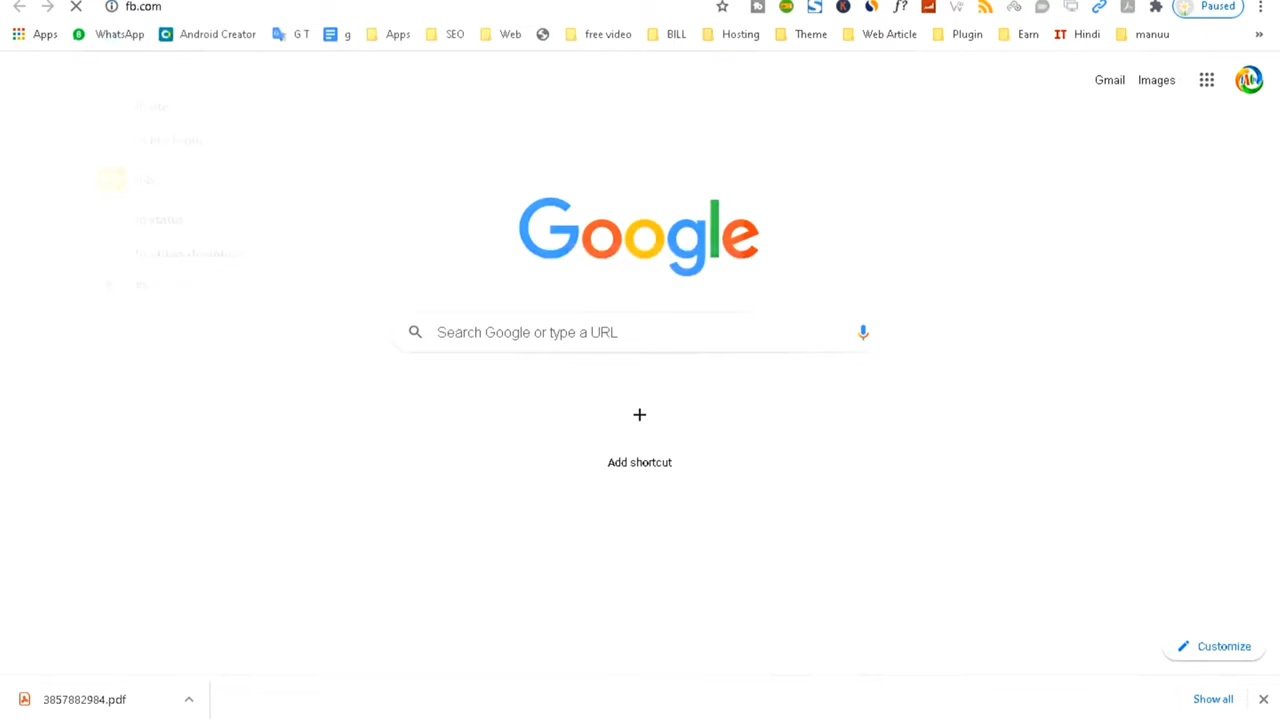 fb.com Paused
Apps WhatsApp Android Creator G T g Apps SEO Web free video BILL Hosting Theme Web Article Plugin Earn IT Hindi manuu »
Gmail Images
Google
Search Google or type a URL
Add shortcut
Customize
3857882984.pdf Show all